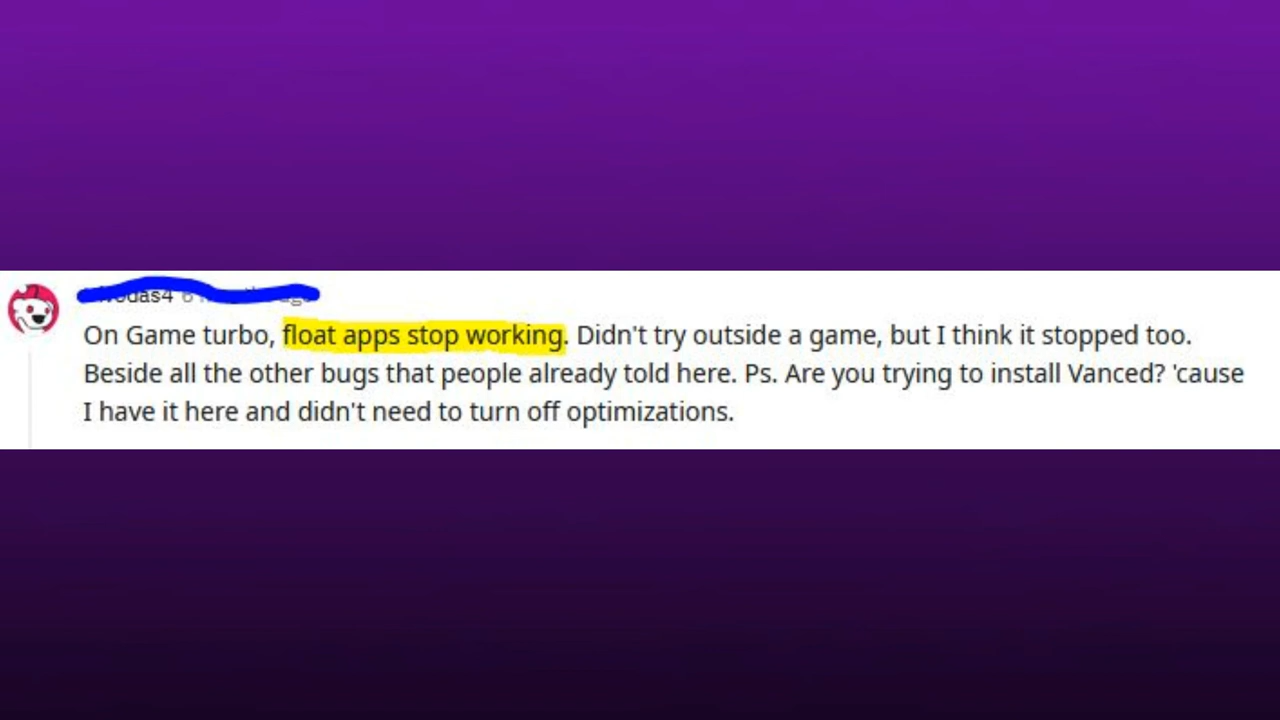 On Game turbo, float apps stop working. Didn't try outside a game, but I think it stopped too.
Beside all the other bugs that people already told here. Ps. Are you trying to install Vanced? 'cause
I have it here and didn't need to turn off optimizations.